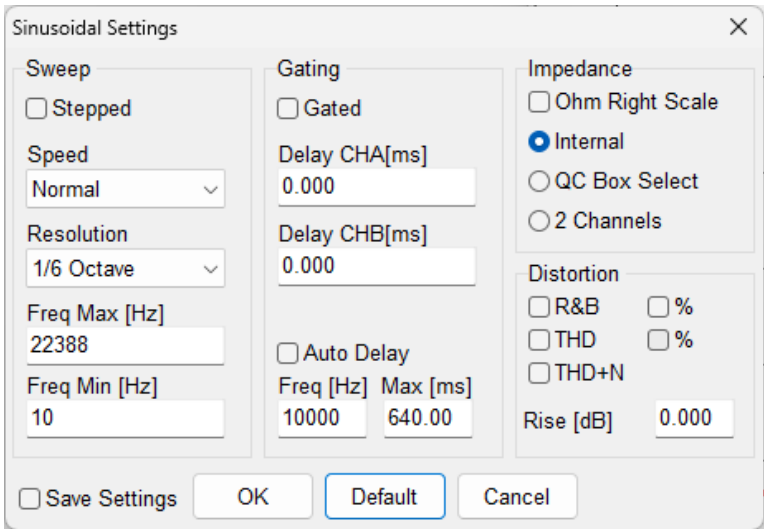 Sinusoidal Settings
Sweep
Stepped
Speed
Normal
Resolution
1/6 Octave
Freq Max [Hz]
22388
Freq Min [Hz]
10
Gating
Gated
Delay CHA[ms]
0.000
Delay CHB[ms]
0.000
Auto Delay
Freq [Hz] Max [ms]
10000 640.00
Impedance
Ohm Right Scale
Internal
QC Box Select
2 Channels
Distortion
R&B %
THD %
THD+N
Rise [dB] 0.000
Save Settings OK Default Cancel